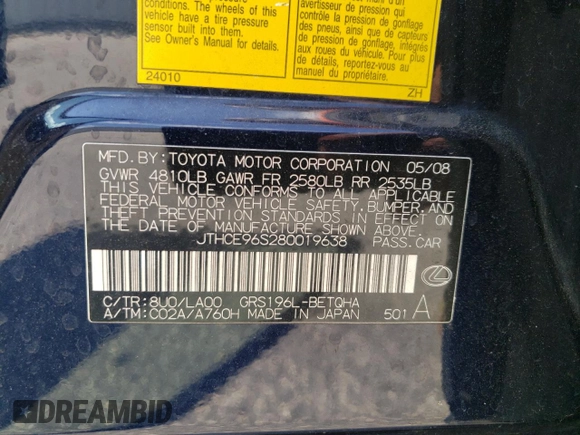 conditions. The wheels of this
vehicle have a tire pressure
sensor built in.
See Owner's Manual for details.
24010
de pression de gonflage
des pneus, ainsi que de capteurs
de pression de gonflage, intégrés
aux roues du véhicule. Pour plus
de détails, reportez-vous au
manuel du propriétaire.
ZH
MFD. BY: TOYOTA MOTOR CORPORATION 05/08
GVWR 4810LB GAWR FR 2580LB RR 2535LB
THIS VEHICLE CONFORMS TO ALL APPLICABLE
FEDERAL MOTOR VEHICLE SAFETY, BUMPER, AND
THEFT PREVENTION STANDARDS IN EFFECT ON
THE DATE OF MANUFACTURE SHOWN ABOVE.
JTHCE96S280019638 PASS.CAR
C/TR: 8U0/LA00 GRS196L-BETQHA
A/TM: C02A/A760H MADE IN JAPAN 501 A
DREAMBID